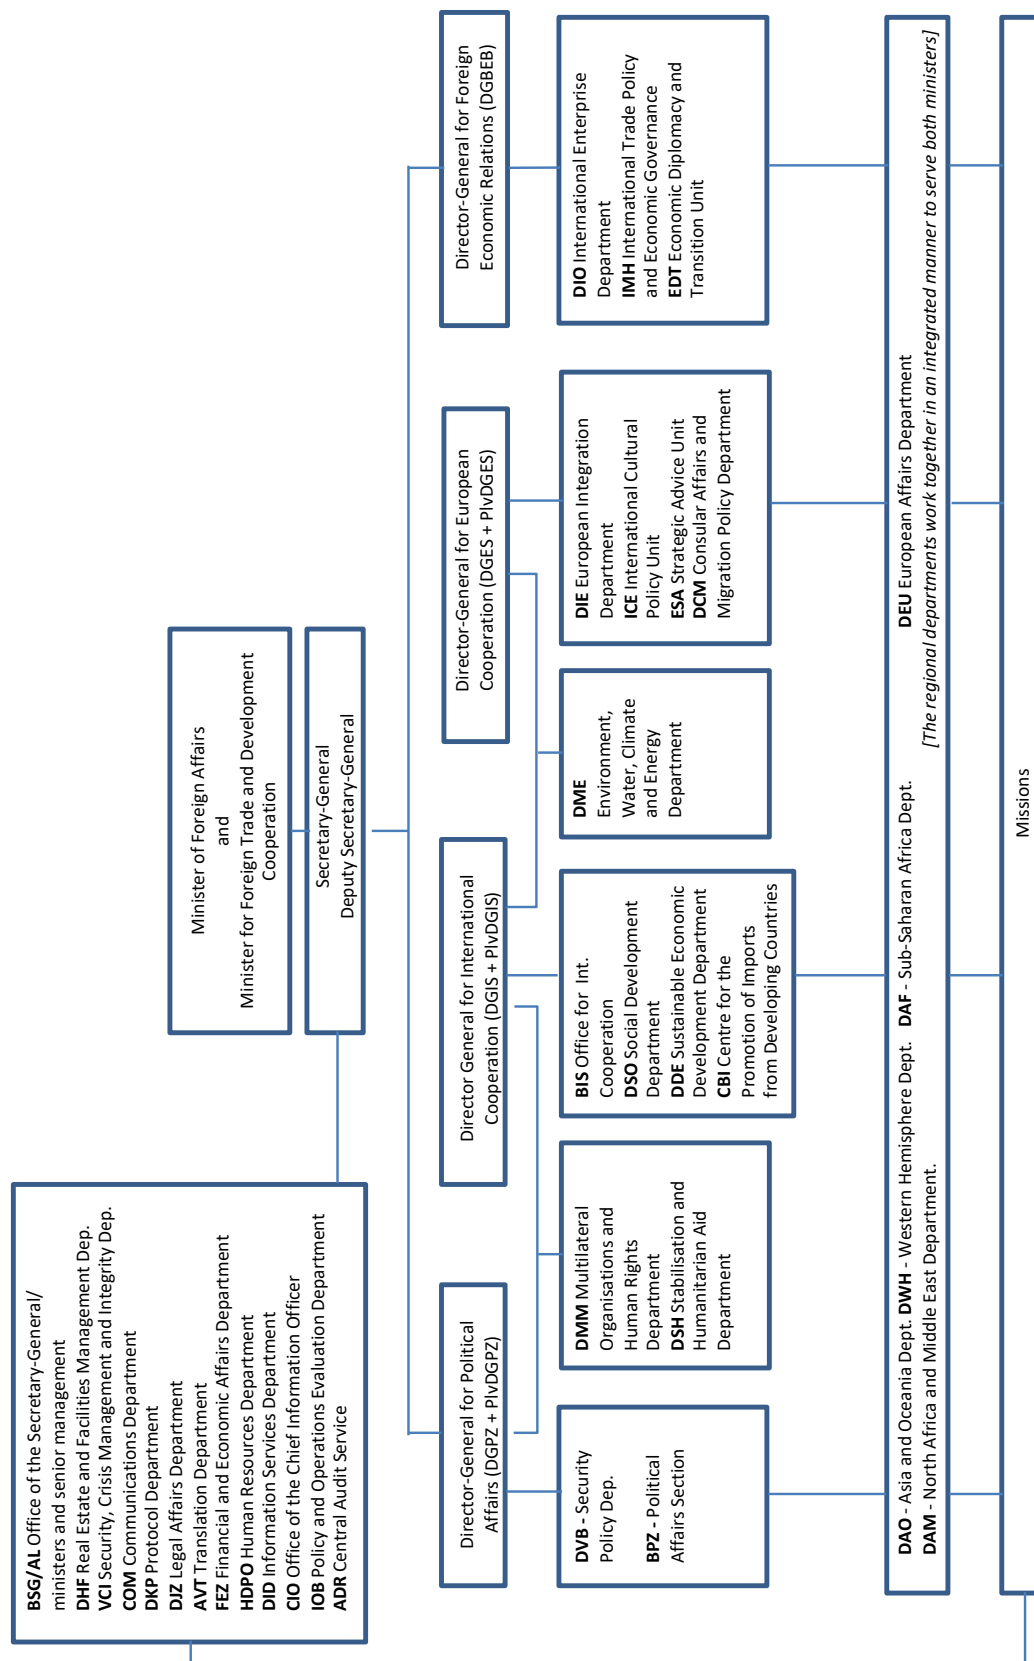 Minister of Foreign Affairs
and
Minister for Foreign Trade and Development
Cooperation
Secretary-General
Deputy Secretary-General
BSG/AL Office of the Secretary-General/
ministers and senior management
DHF Real Estate and Facilities Management Dep.
VCI Security, Crisis Management and Integrity Dep.
COM Communications Department
DKP Protocol Department
DJZ Legal Affairs Department
AVT Translation Department
FEZ Financial and Economic Affairs Department
HDPO Human Resources Department
DID Information Services Department
CIO Office of the Chief Information Officer
IOB Policy and Operations Evaluation Department
ADR Central Audit Service
Director-General for Political
Affairs (DGPZ + PlvDGPZ)
Director General for International
Cooperation (DGIS + PlvDGIS)
Director-General for European
Cooperation (DGES + PlvDGES)
Director-General for Foreign
Economic Relations (DGBEB)
DVB - Security
Policy Dep.
BPZ - Political
Affairs Section
DMM Multilateral
Organisations and
Human Rights
Department
DSH Stabilisation and
Humanitarian Aid
Department
BIS Office for Int.
Cooperation
DSO Social Development
Department
DDE Sustainable Economic
Development Department
CBI Centre for the
Promotion of Imports
from Developing Countries
DME
Environment,
Water, Climate
and Energy
Department
DIE European Integration
Department
ICE International Cultural
Policy Unit
ESA Strategic Advice Unit
DCM Consular Affairs and
Migration Policy Department
DIO International Enterprise
Department
IMH International Trade Policy
and Economic Governance
EDT Economic Diplomacy and
Transition Unit
DAO - Asia and Oceania Dept. DWH - Western Hemisphere Dept. DAF - Sub-Saharan Africa Dept. DEU European Affairs Department
DAM - North Africa and Middle East Department. [The regional departments work together in an integrated manner to serve both ministers]
Missions